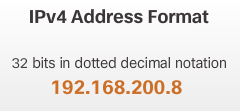 IPv4 Address Format
32 bits in dotted decimal notation
192.168.200.8